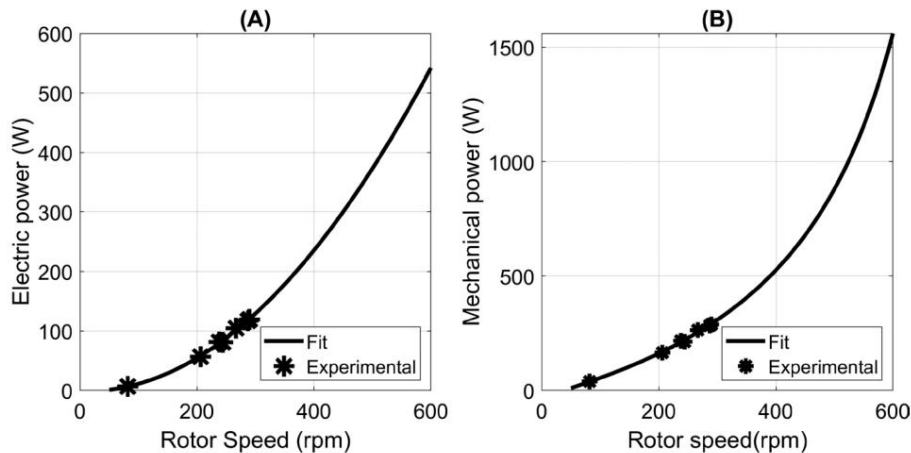 (A)
600
500
400
300
200
100
0
Electric power (W)
Fit
Experimental
0 200 400 600
Rotor Speed (rpm)
(B)
1500
1000
500
0
Mechanical power (W)
Fit
Experimental
0 200 400 600
Rotor speed(rpm)